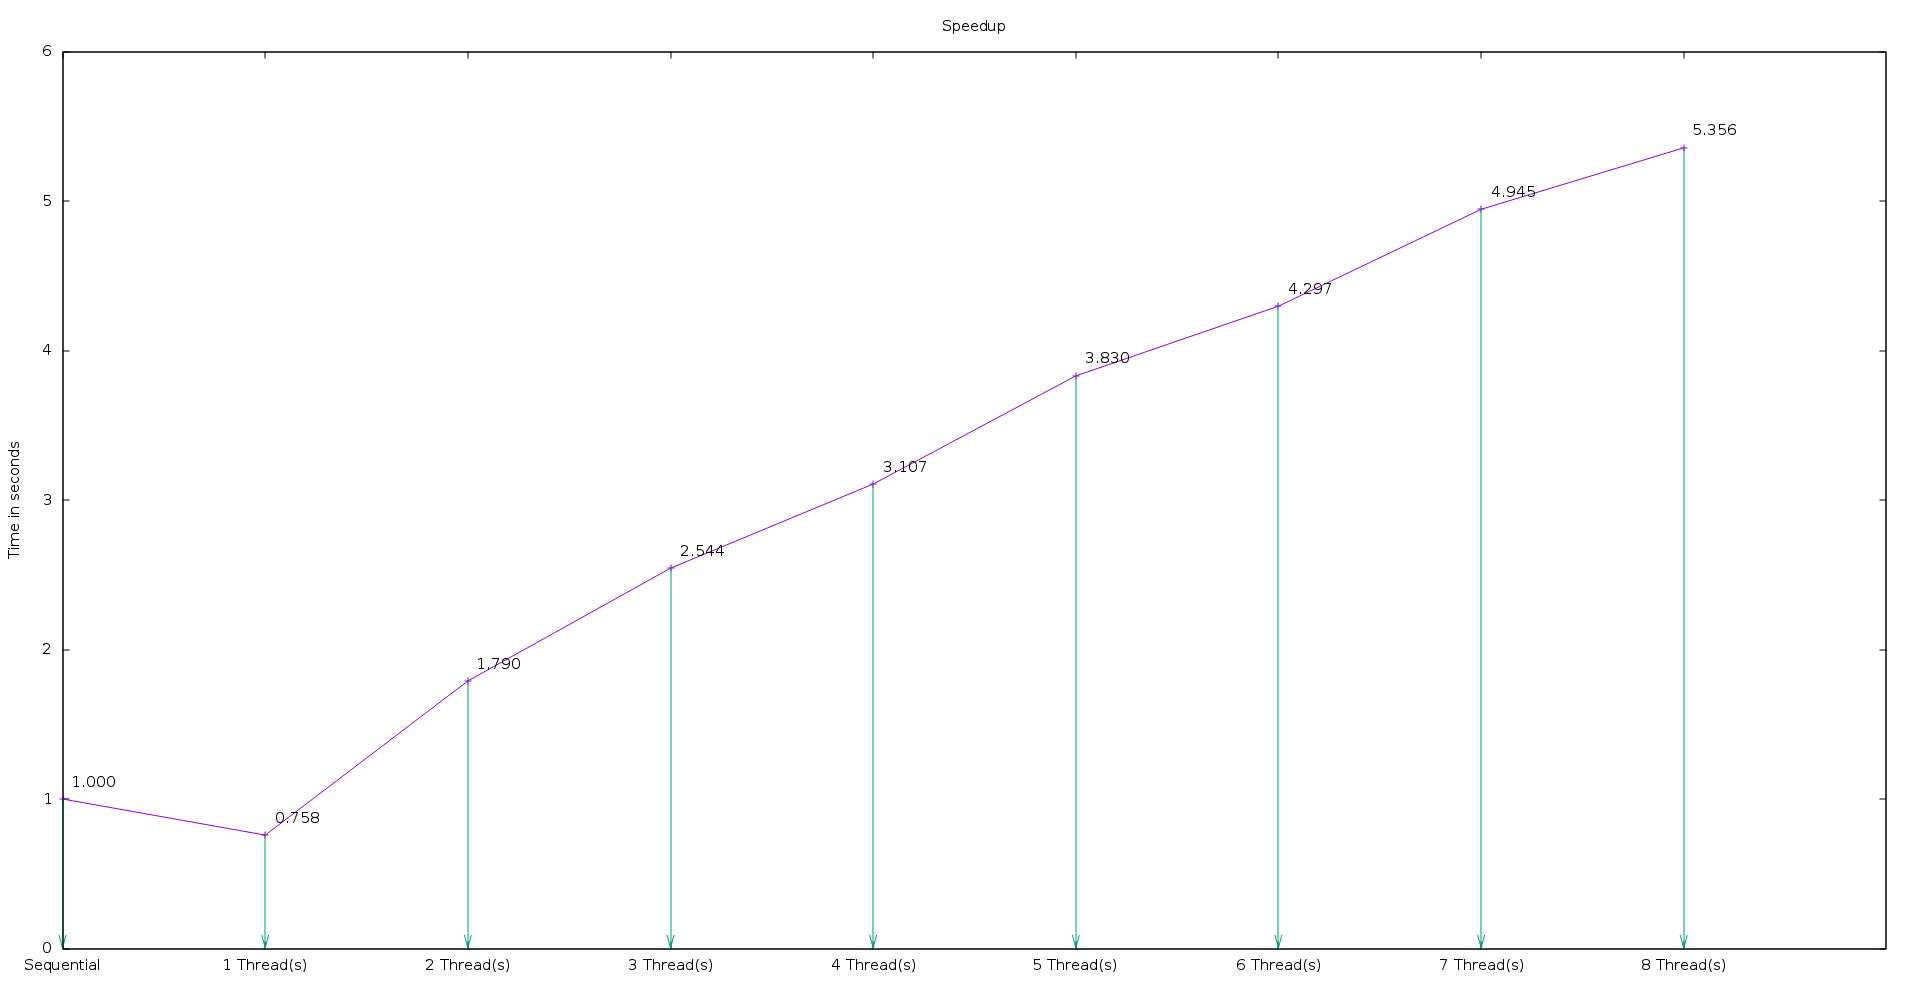 Speedup
6
5
4
3
2
1
0
Time in seconds
1.000
0.758
1.790
2.544
3.107
3.830
4.297
4.945
5.356
Sequential
1 Thread(s)
2 Thread(s)
3 Thread(s)
4 Thread(s)
5 Thread(s)
6 Thread(s)
7 Thread(s)
8 Thread(s)